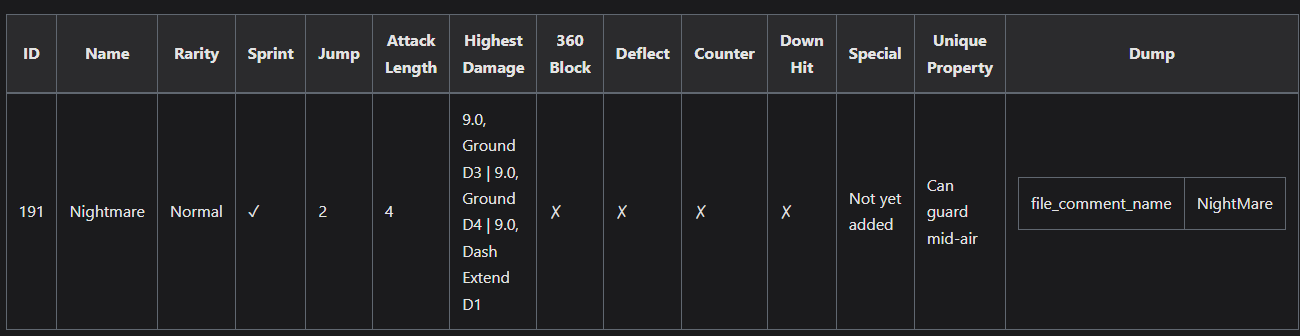 ID Name Rarity Sprint Jump Attack Length Highest Damage 360 Block Deflect Counter Down Hit Special Unique Property Dump
191 Nightmare Normal ✓ 2 4
9.0,
Ground
D3 | 9.0,
Ground
D4 | 9.0,
Dash
Extend
D1
✗ ✗ ✗ ✗
Not yet
added
Can
guard
mid-air
file_comment_name NightMare